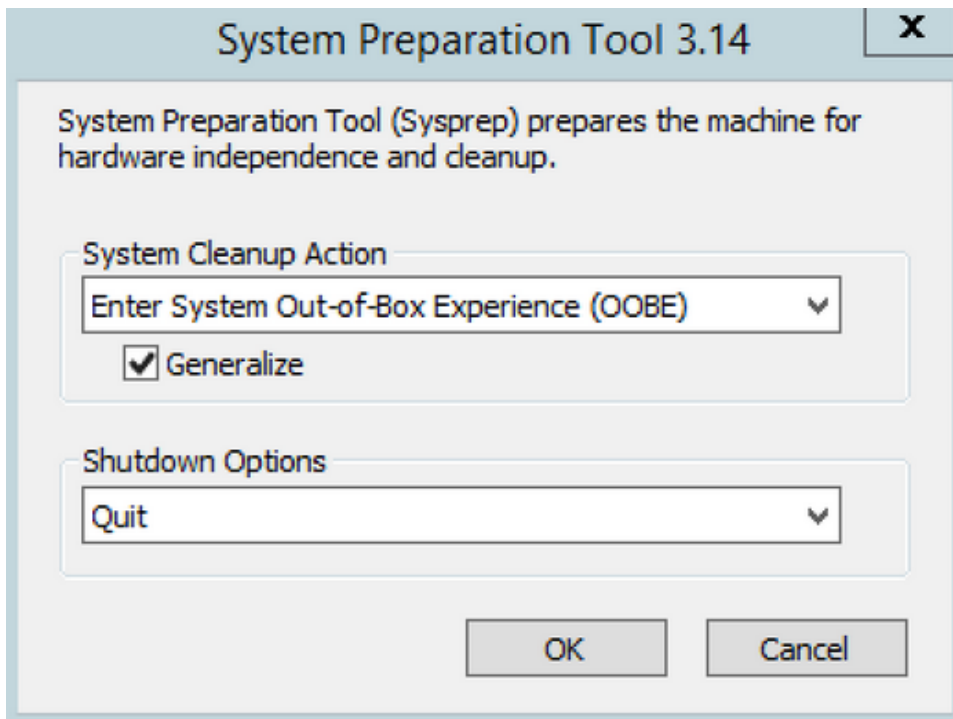 System Preparation Tool 3.14
x
System Preparation Tool (Sysprep) prepares the machine for
hardware independence and cleanup.
System Cleanup Action
Enter System Out-of-Box Experience (OOBE)
Generalize
Shutdown Options
Quit
OK
Cancel